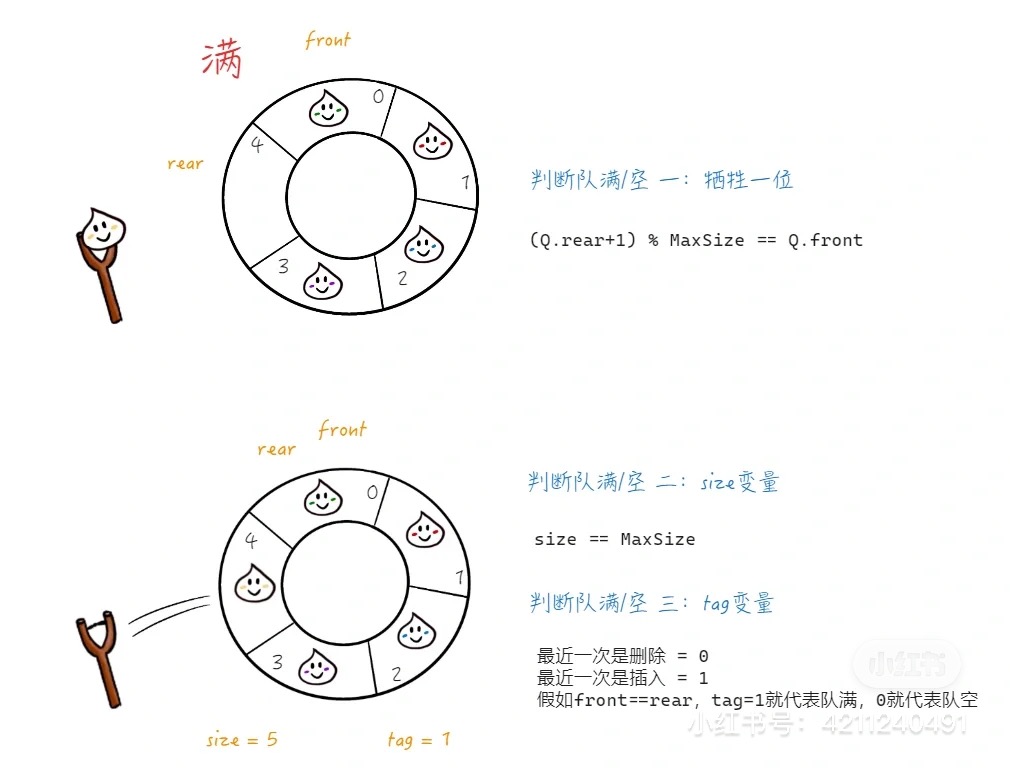 满
front
0
4
1
rear
3
2
判断队满/空 一：牺牲一位
(Q.rear+1) % MaxSize == Q.front
front
rear
0
4
1
3
2
size = 5
tag = 1
判断队满/空 二：size变量
size == MaxSize
判断队满/空 三：tag变量
最近一次是删除 = 0
最近一次是插入 = 1
假如front==rear, tag=1就代表队满，0就代表队空
小红书
小红书号：4211240491